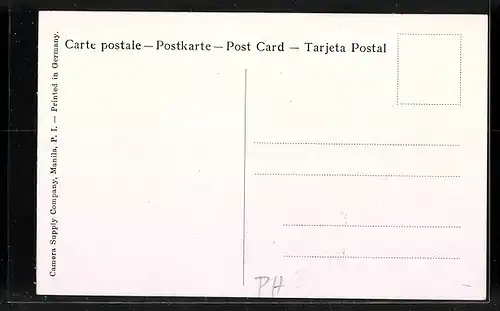 Carte postale — Postkarte — Post Card — Tarjeta Postal
Camera Supply Company, Manila, P. I. — Printed in Germany.
PH